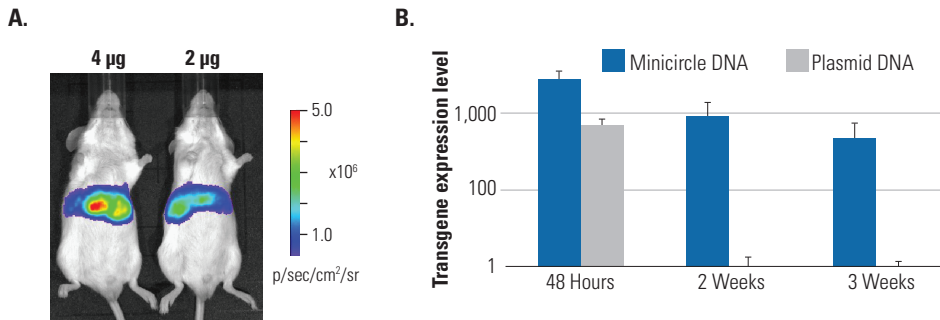 A.
4 µg 2 µg
5.0
x10⁶
1.0
p/sec/cm²/sr
B.
Minicircle DNA Plasmid DNA
Transgene expression level
1,000
100
1
48 Hours 2 Weeks 3 Weeks